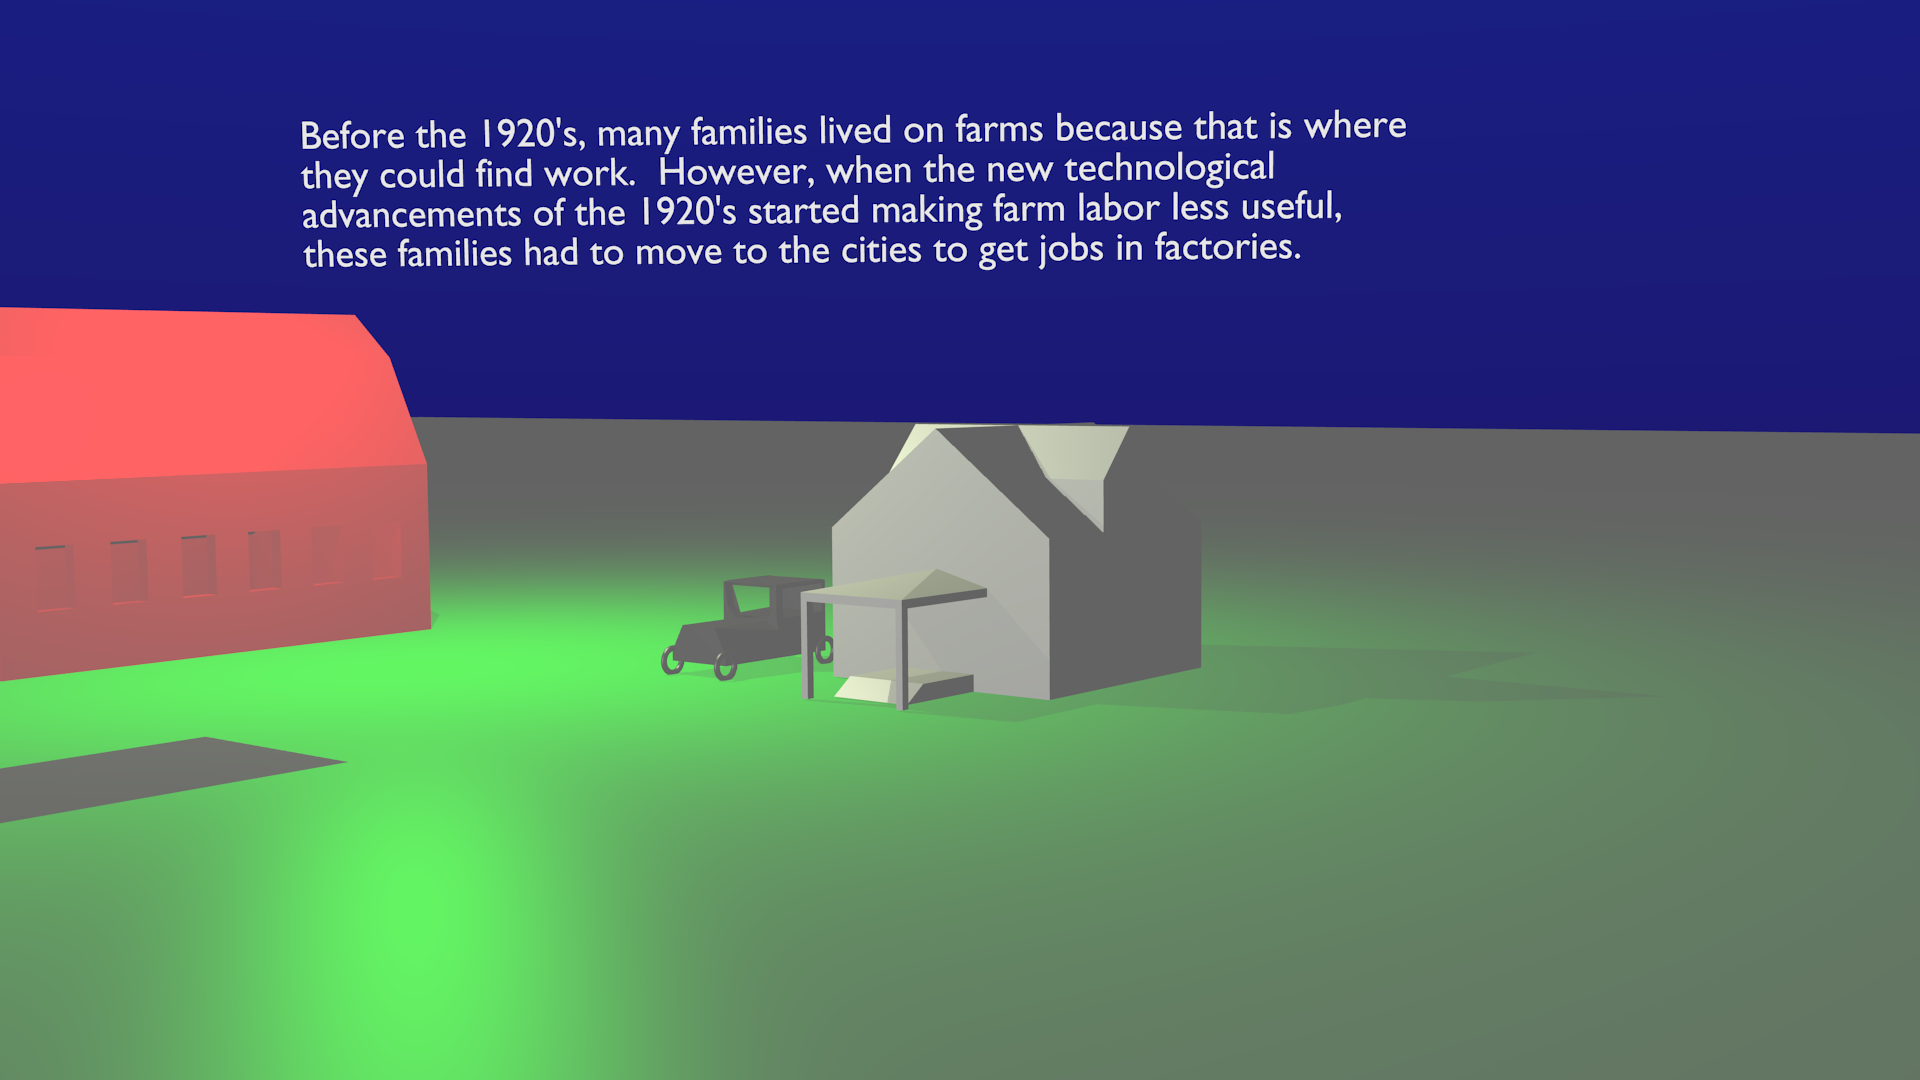 Before the 1920's, many families lived on farms because that is where
they could find work.  However, when the new technological
advancements of the 1920's started making farm labor less useful,
these families had to move to the cities to get jobs in factories.